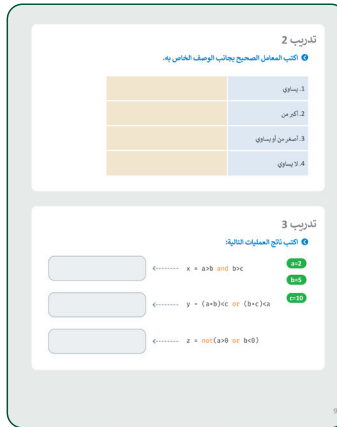 تدريب 2
اكتب المعامل الصحيح بجانب الوصف الخاص به.
1. يساوي
2. أكبر من
3. أصغر من أو يساوي
4. لا يساوي
تدريب 3
اكتب ناتج العمليات التالية:
a=2
b=5
c=10
x = a>b and b>c
y = (a+b)<c or (b+c)<a
z = not(a>0 or b<0)